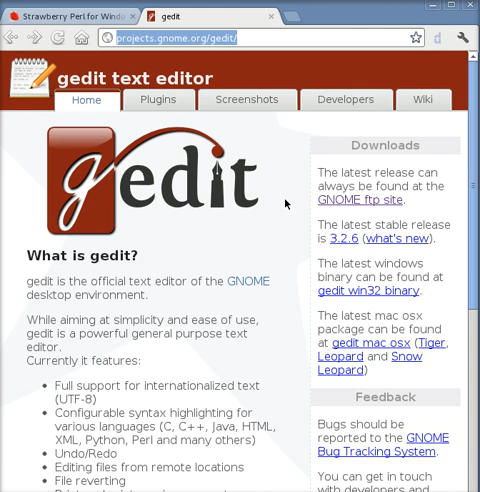 Strawberry Perl for Windo
gedit
projects.gnome.org/gedit/
gedit text editor
Home
Plugins
Screenshots
Developers
Wiki
gedit
What is gedit?
gedit is the official text editor of the GNOME
desktop environment.
While aiming at simplicity and ease of use,
gedit is a powerful general purpose text
editor.
Currently it features:
• Full support for internationalized text
(UTF-8)
• Configurable syntax highlighting for
various languages (C, C++, Java, HTML,
XML, Python, Perl and many others)
• Undo/Redo
• Editing files from remote locations
• File reverting
Downloads
The latest release can
always be found at the
GNOME ftp site.
The latest stable release
is 3.2.6 (what's new).
The latest windows
binary can be found at
gedit win32 binary.
The latest mac osx
package can be found
at gedit mac osx (Tiger,
Leopard and Snow
Leopard)
Feedback
Bugs should be
reported to the GNOME
Bug Tracking System.
You can get in touch
with developers and